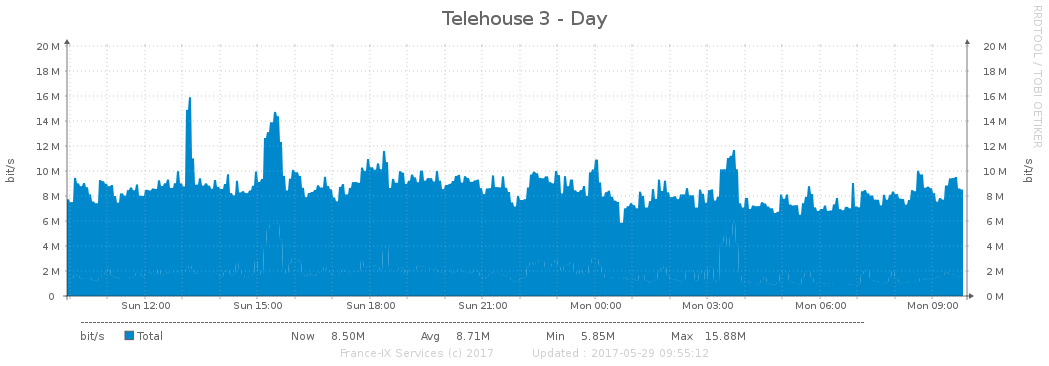 Telehouse 3 - Day
RRDTOOL / TOBI OETIKER
bit/s
bit/s
20 M 20 M
18 M 18 M
16 M 16 M
14 M 14 M
12 M 12 M
10 M 10 M
8 M 8 M
6 M 6 M
4 M 4 M
2 M 2 M
0 0 M
Sun 12:00 Sun 15:00 Sun 18:00 Sun 21:00 Mon 00:00 Mon 03:00 Mon 06:00 Mon 09:00
bit/s Total Now 8.50M Avg 8.71M Min 5.85M Max 15.88M
France-IX Services (c) 2017 Updated : 2017-05-29 09:55:12